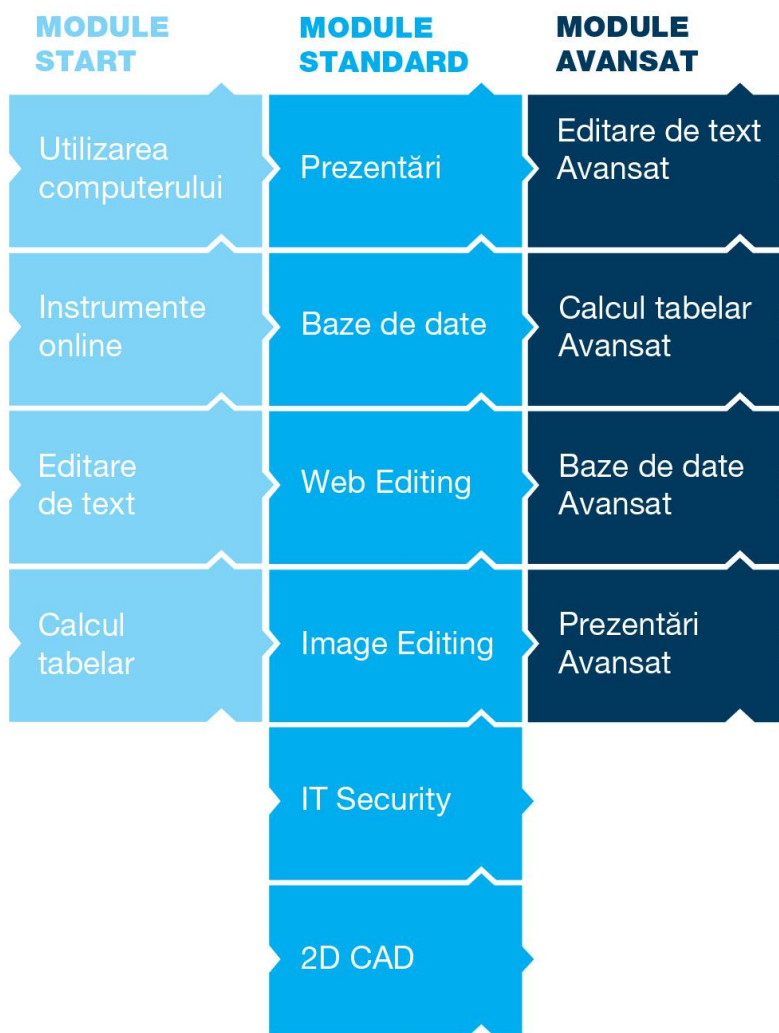 MODULE
START
Utilizarea
computerului
Instrumente
online
Editare
de text
Calcul
tabelar
MODULE
STANDARD
Prezentări
Baze de date
Web Editing
Image Editing
IT Security
2D CAD
MODULE
AVANSAT
Editare de text
Avansat
Calcul tabelar
Avansat
Baze de date
Avansat
Prezentări
Avansat